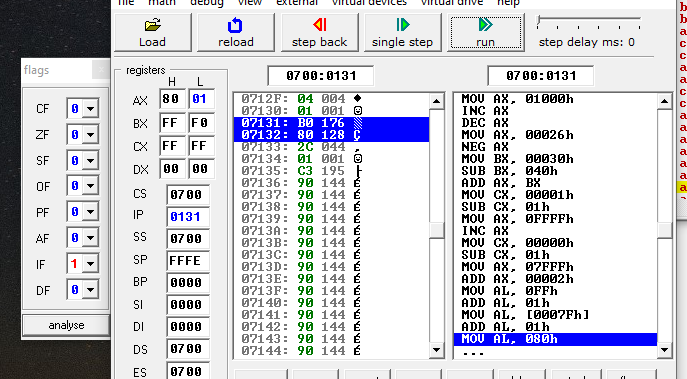 file math debug view external virtual devices virtual drive help
Load reload step back single step run step delay ms: 0
flags
CF 0
ZF 0
SF 0
OF 0
PF 0
AF 0
IF 1
DF 0
analyse
registers
H L
AX 80 01
BX FF F0
CX FF FF
DX 00 00
CS 0700
IP 0131
SS 0700
SP FFFE
BP 0000
SI 0000
DI 0000
DS 0700
ES 0700
0700:0131
0712F: 04 004 ♦
07130: 01 001 ☺
07131: B0 176 ▒
07132: 80 128 Ç
07133: 2C 044 ,
07134: 01 001 ☺
07135: C3 195 ├
07136: 90 144 É
07137: 90 144 É
07138: 90 144 É
07139: 90 144 É
0713A: 90 144 É
0713B: 90 144 É
0713C: 90 144 É
0713D: 90 144 É
0713E: 90 144 É
0713F: 90 144 É
07140: 90 144 É
07141: 90 144 É
07142: 90 144 É
07143: 90 144 É
07144: 90 144 É
0700:0131
MOV AX, 01000h
INC AX
DEC AX
MOV AX, 00026h
NEG AX
MOV BX, 00030h
SUB BX, 040h
ADD AX, BX
MOV CX, 00001h
SUB CX, 01h
MOV AX, 0FFFFh
INC AX
MOV CX, 00000h
SUB CX, 01h
MOV AX, 07FFFh
ADD AX, 00002h
MOV AL, 0FFh
ADD AL, 01h
MOV AL, [0007Fh]
ADD AL, 01h
MOV AL, 080h
...
b
b
a
c
c
a
a
c
c
a
a
a
a
a
a